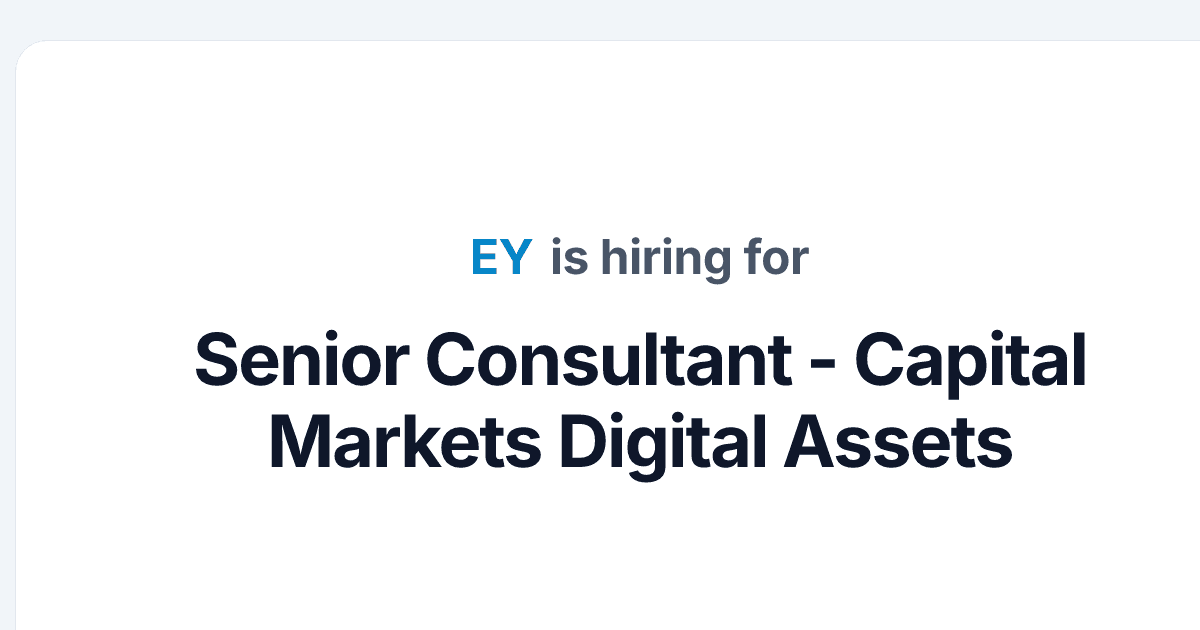 EY is hiring for
Senior Consultant - Capital
Markets Digital Assets